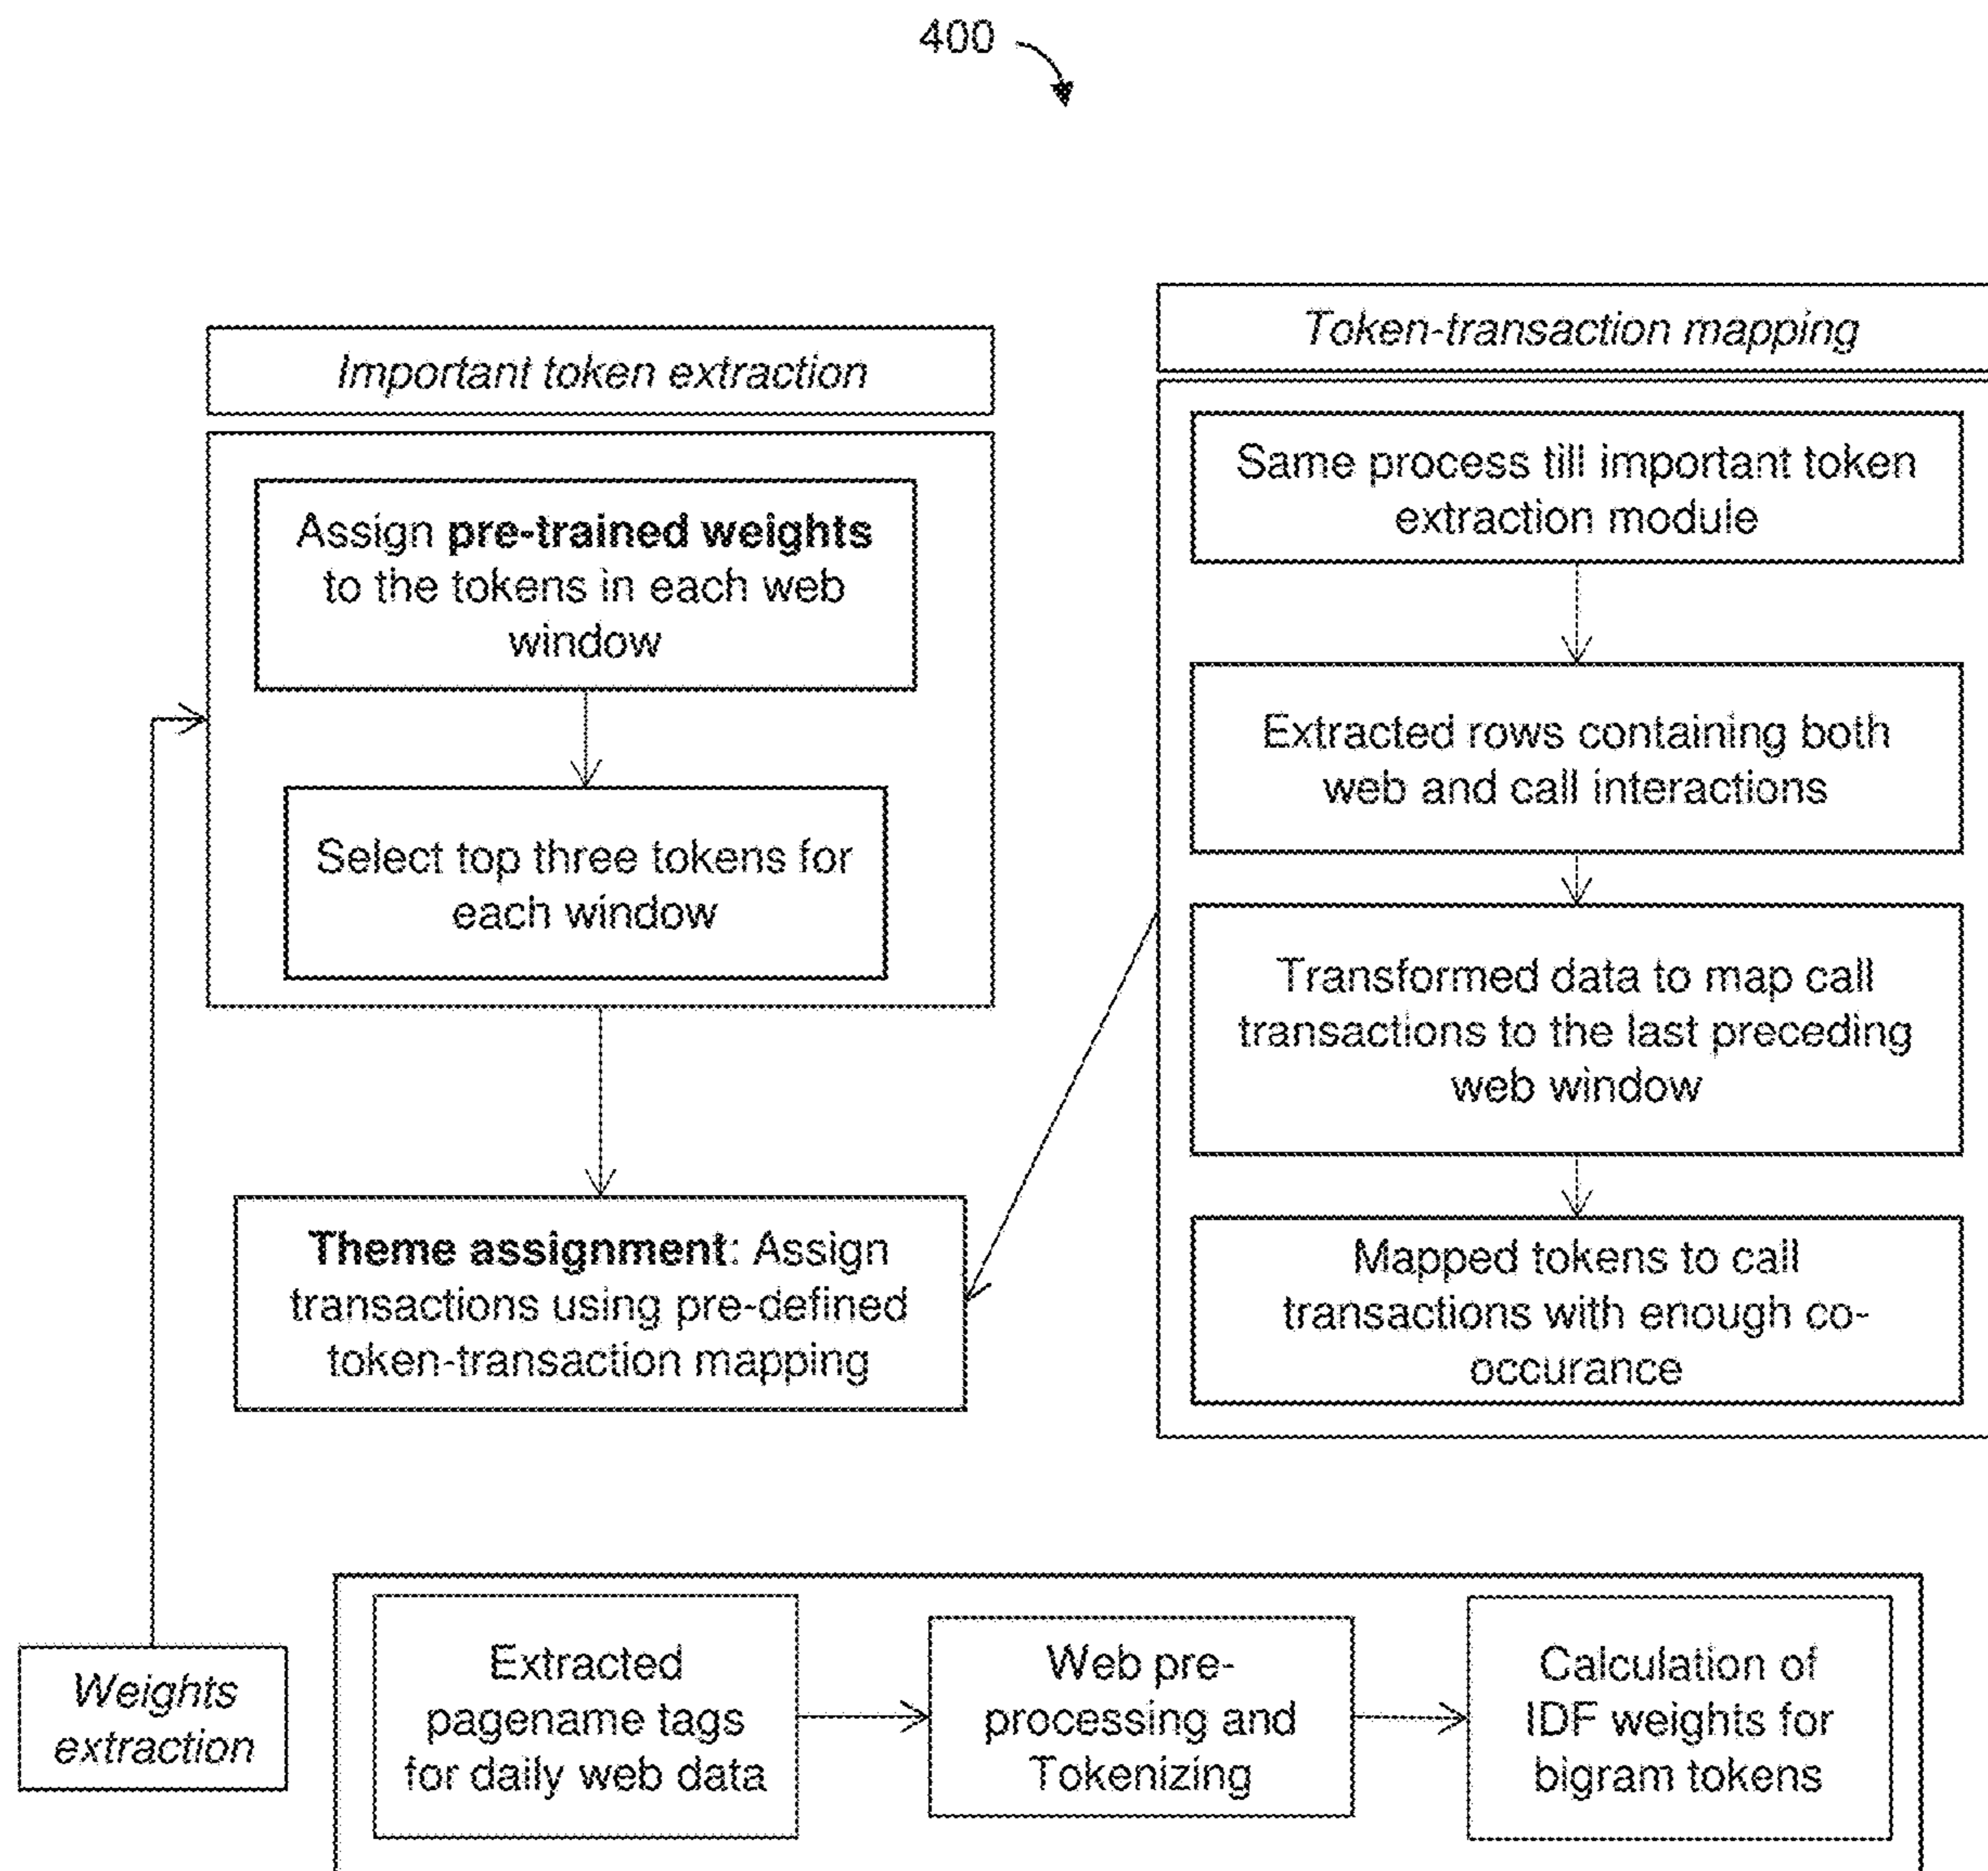 400
Important token extraction
Assign pre-trained weights
to the tokens in each web
window
Select top three tokens for
each window
Theme assignment: Assign
transactions using pre-defined
token-transaction mapping
Token-transaction mapping
Same process till important token
extraction module
Extracted rows containing both
web and call interactions
Transformed data to map call
transactions to the last preceding
web window
Mapped tokens to call
transactions with enough co-
occurance
Weights
extraction
Extracted
pagename tags
for daily web data
Web pre-
processing and
Tokenizing
Calculation of
IDF weights for
bigram tokens